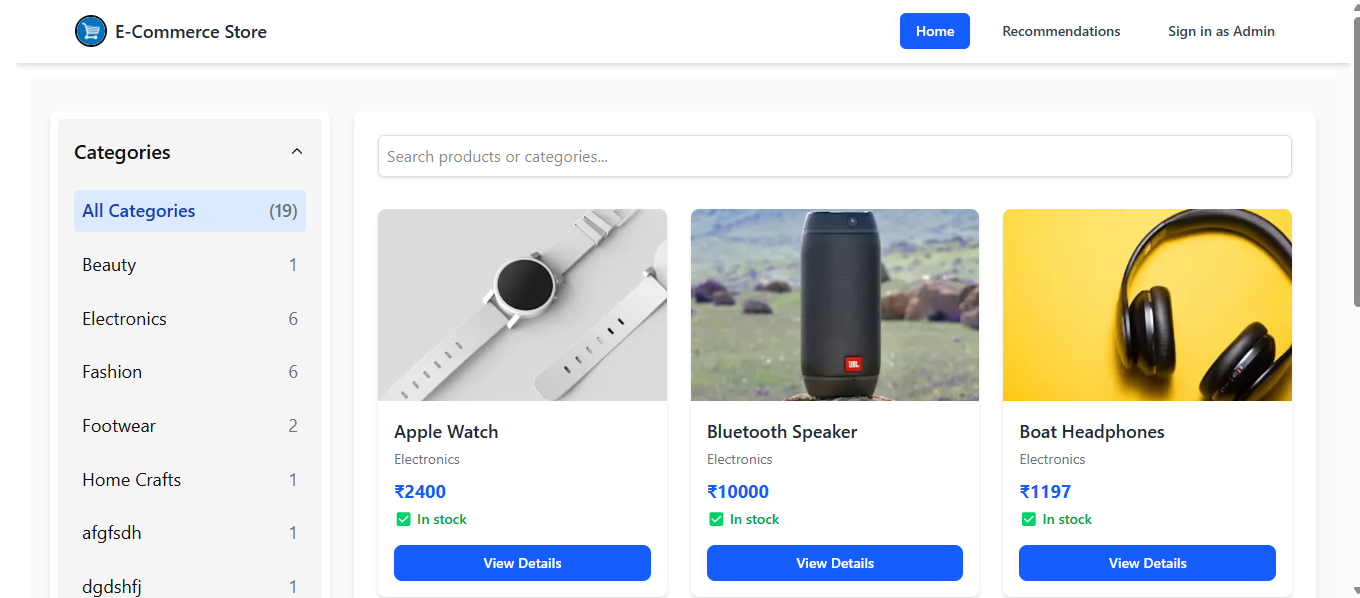 E-Commerce Store
Home
Recommendations
Sign in as Admin
Categories
All Categories (19)
Beauty 1
Electronics 6
Fashion 6
Footwear 2
Home Crafts 1
afgfsdh 1
dgdshfj 1
Search products or categories...
JBL
Apple Watch
Electronics
₹2400
In stock
View Details
Bluetooth Speaker
Electronics
₹10000
In stock
View Details
Boat Headphones
Electronics
₹1197
In stock
View Details